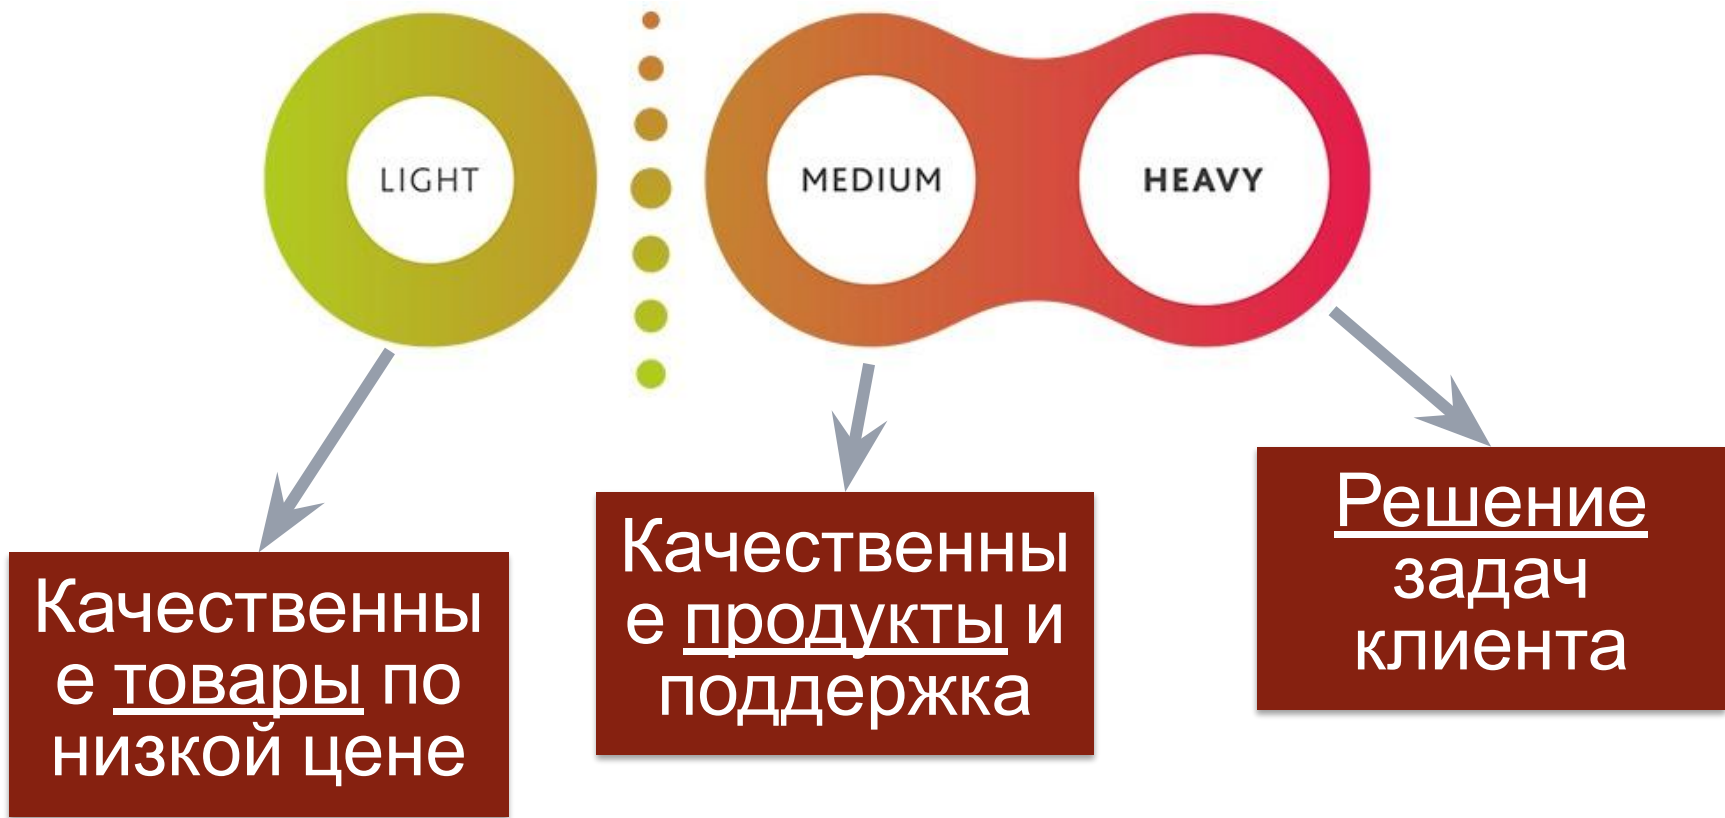 LIGHT
MEDIUM
HEAVY
Качественны
е товары по
низкой цене
Качественны
е продукты и
поддержка
Решение
задач
клиента